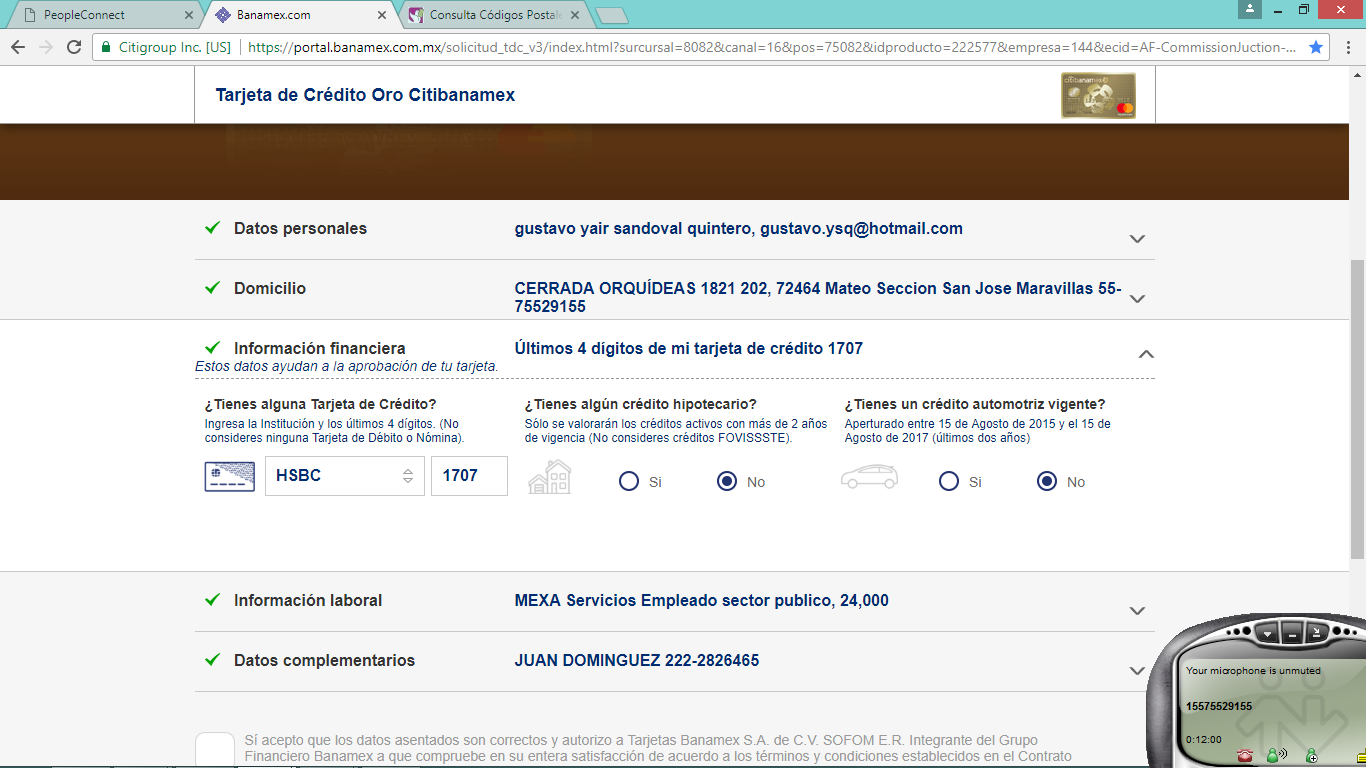 PeopleConnect
Banamex.com
Consulta Códigos Postale
Citigroup Inc. [US]
https://portal.banamex.com.mx/solicitud_tdc_v3/index.html?sursursal=8082&canal=16&pos=75082&idproducto=222577&empresa=144&ecid=AF-CommissionJuction-...
Tarjeta de Crédito Oro Citibanamex
Datos personales
gustavo yair sandoval quintero, gustavo.ysq@hotmail.com
Domicilio
CERRADA ORQUÍDEAS 1821 202, 72464 Mateo Seccion San Jose Maravillas 55-
75529155
Información financiera
Últimos 4 dígitos de mi tarjeta de crédito 1707
Estos datos ayudan a la aprobación de tu tarjeta.
¿Tienes alguna Tarjeta de Crédito?
Ingresa la Institución y los últimos 4 dígitos. (No
consideres ninguna Tarjeta de Débito o Nómina).
HSBC
1707
¿Tienes algún crédito hipotecario?
Sólo se valorarán los créditos activos con más de 2 años
de vigencia (No consideres créditos FOVISSSTE).
Si
No
¿Tienes un crédito automotriz vigente?
Aperturado entre 15 de Agosto de 2015 y el 15 de
Agosto de 2017 (últimos dos años)
Si
No
Información laboral
MEXA Servicios Empleado sector publico, 24,000
Datos complementarios
JUAN DOMINGUEZ 222-2826465
Sí acepto que los datos asentados son correctos y autorizo a Tarjetas Banamex S.A. de C.V. SOFOM E.R. Integrante del Grupo
Financiero Banamex a que compruebe en su entera satisfacción de acuerdo a los términos y condiciones establecidos en el Contrato
Your microphone is unmuted
15575529155
0:12:00